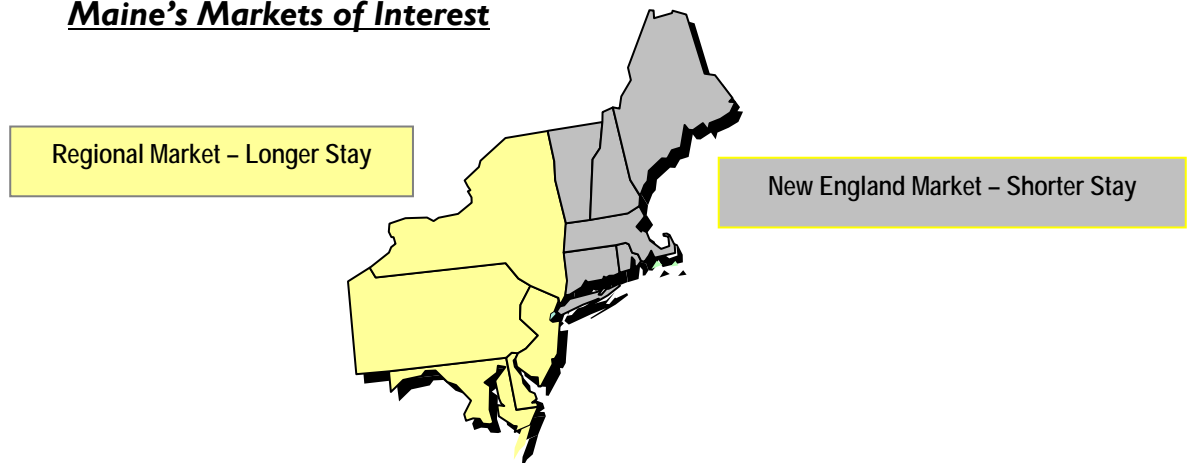 Maine’s Markets of Interest
Regional Market – Longer Stay
New England Market – Shorter Stay